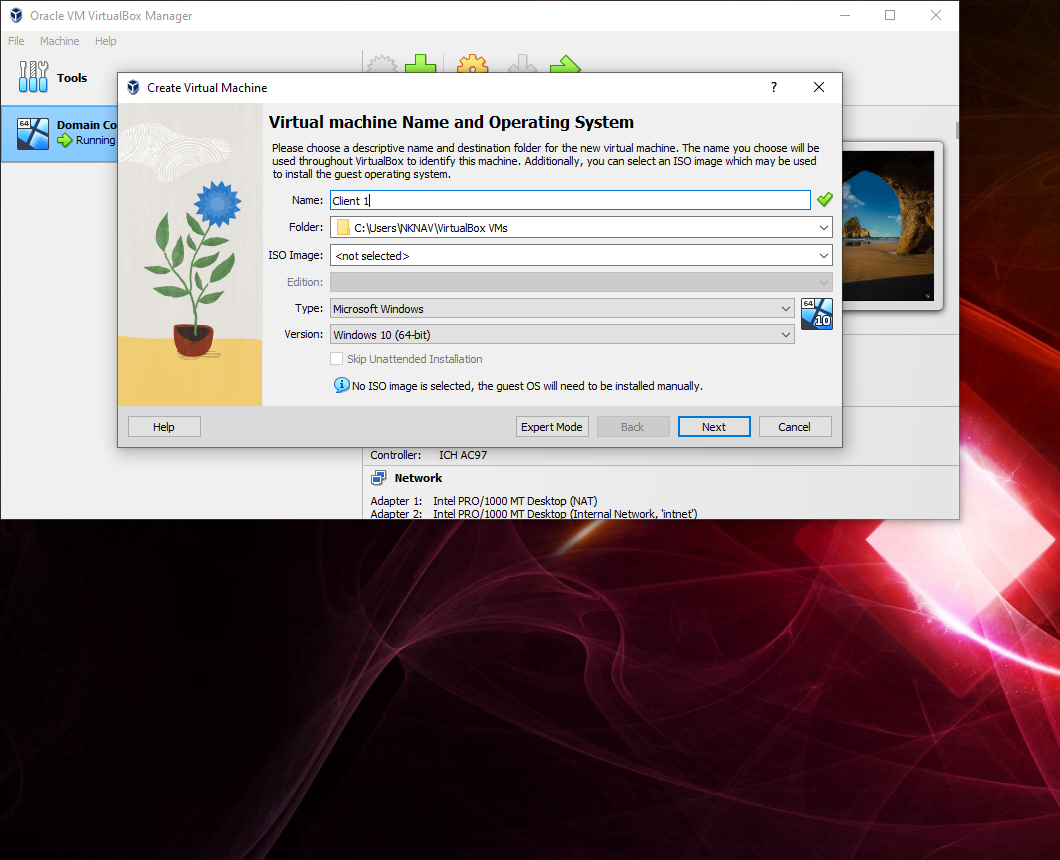 Oracle VM VirtualBox Manager
File Machine Help
Tools
64
Domain Co
Running
Create Virtual Machine
?
Virtual machine Name and Operating System
Please choose a descriptive name and destination folder for the new virtual machine. The name you choose will be
used throughout VirtualBox to identify this machine. Additionally, you can select an ISO image which may be used
to install the guest operating system.
Name: Client 1
Folder: C:\Users\NKNAV\VirtualBox VMs
ISO Image: <not selected>
Edition:
Type: Microsoft Windows
64
10
Version: Windows 10 (64-bit)
Skip Unattended Installation
No ISO image is selected, the guest OS will need to be installed manually.
Help Expert Mode Back Next Cancel
Controller: ICH AC97
Network
Adapter 1: Intel PRO/1000 MT Desktop (NAT)
Adapter 2: Intel PRO/1000 MT Desktop (Internal Network, 'intnet')